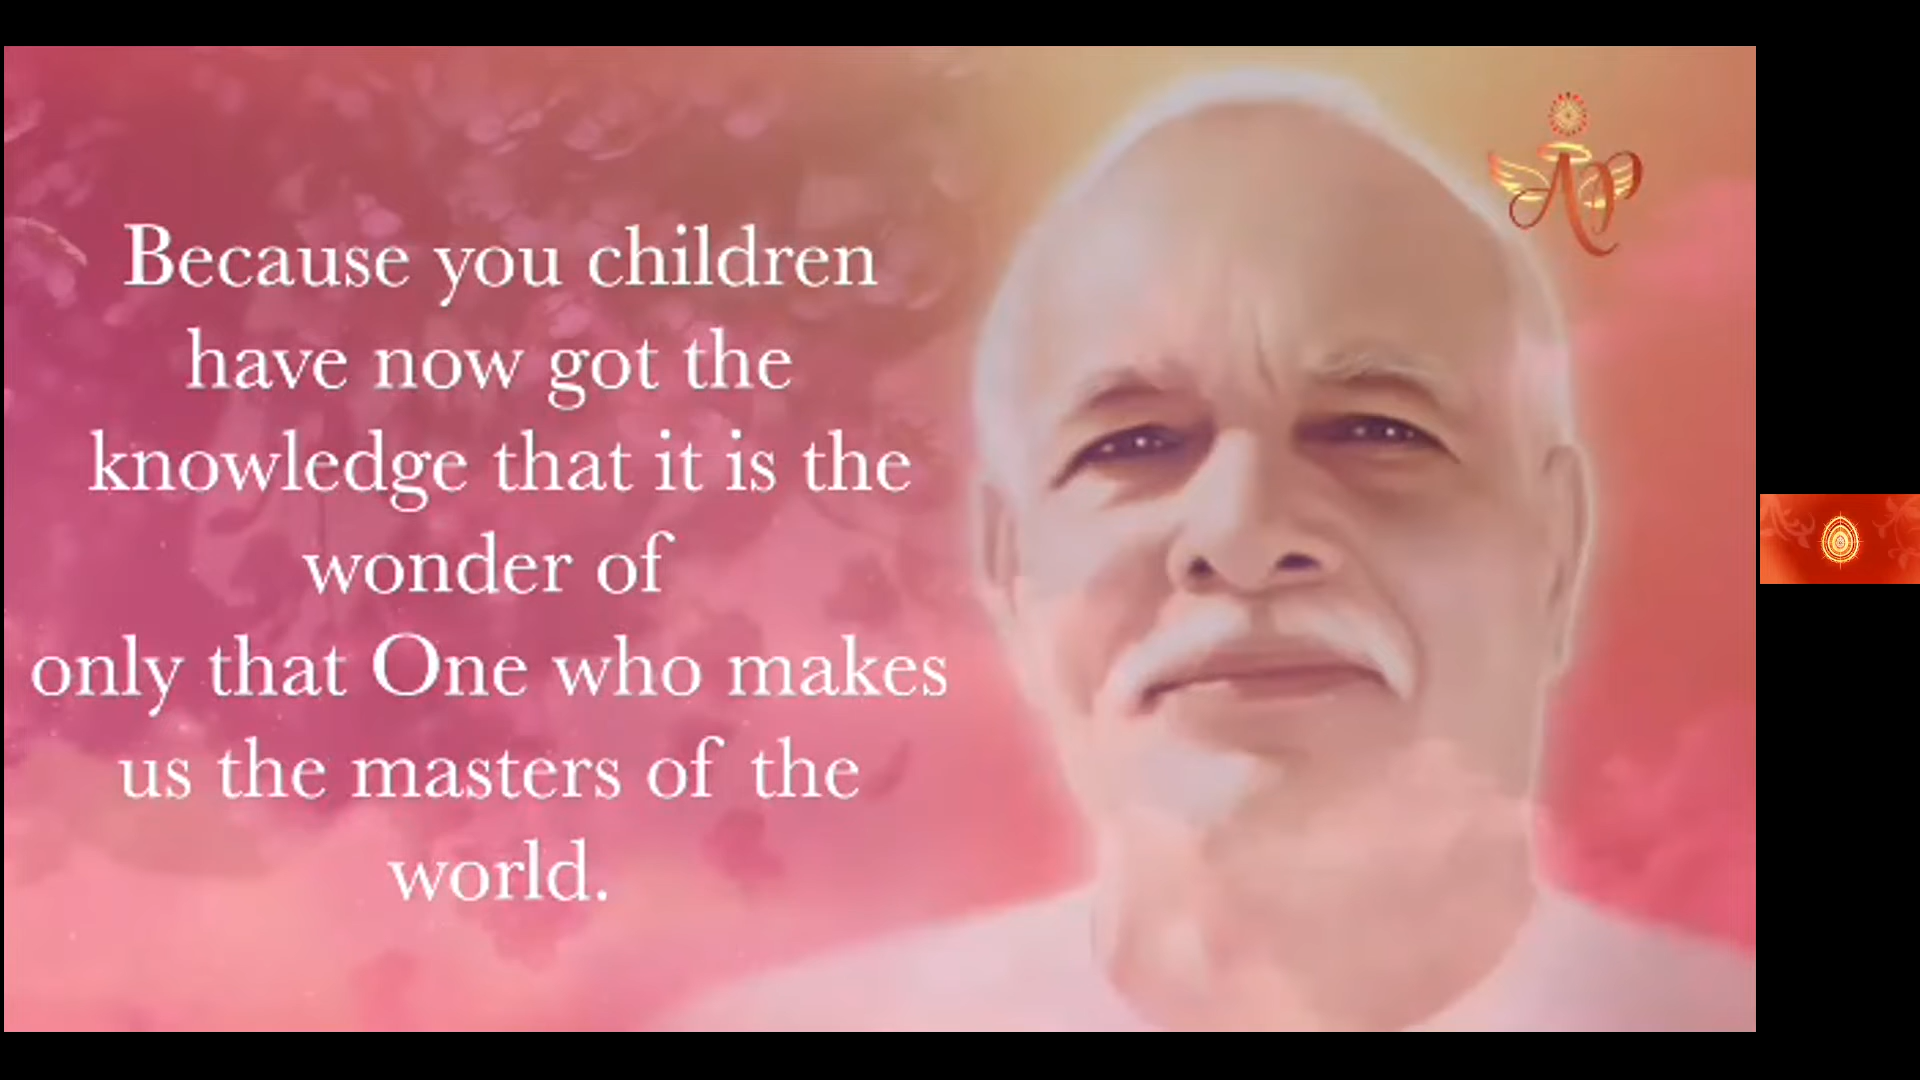 Because you children
have now got the
knowledge that it is the
wonder of
only that One who makes
us the masters of the
world.
AP